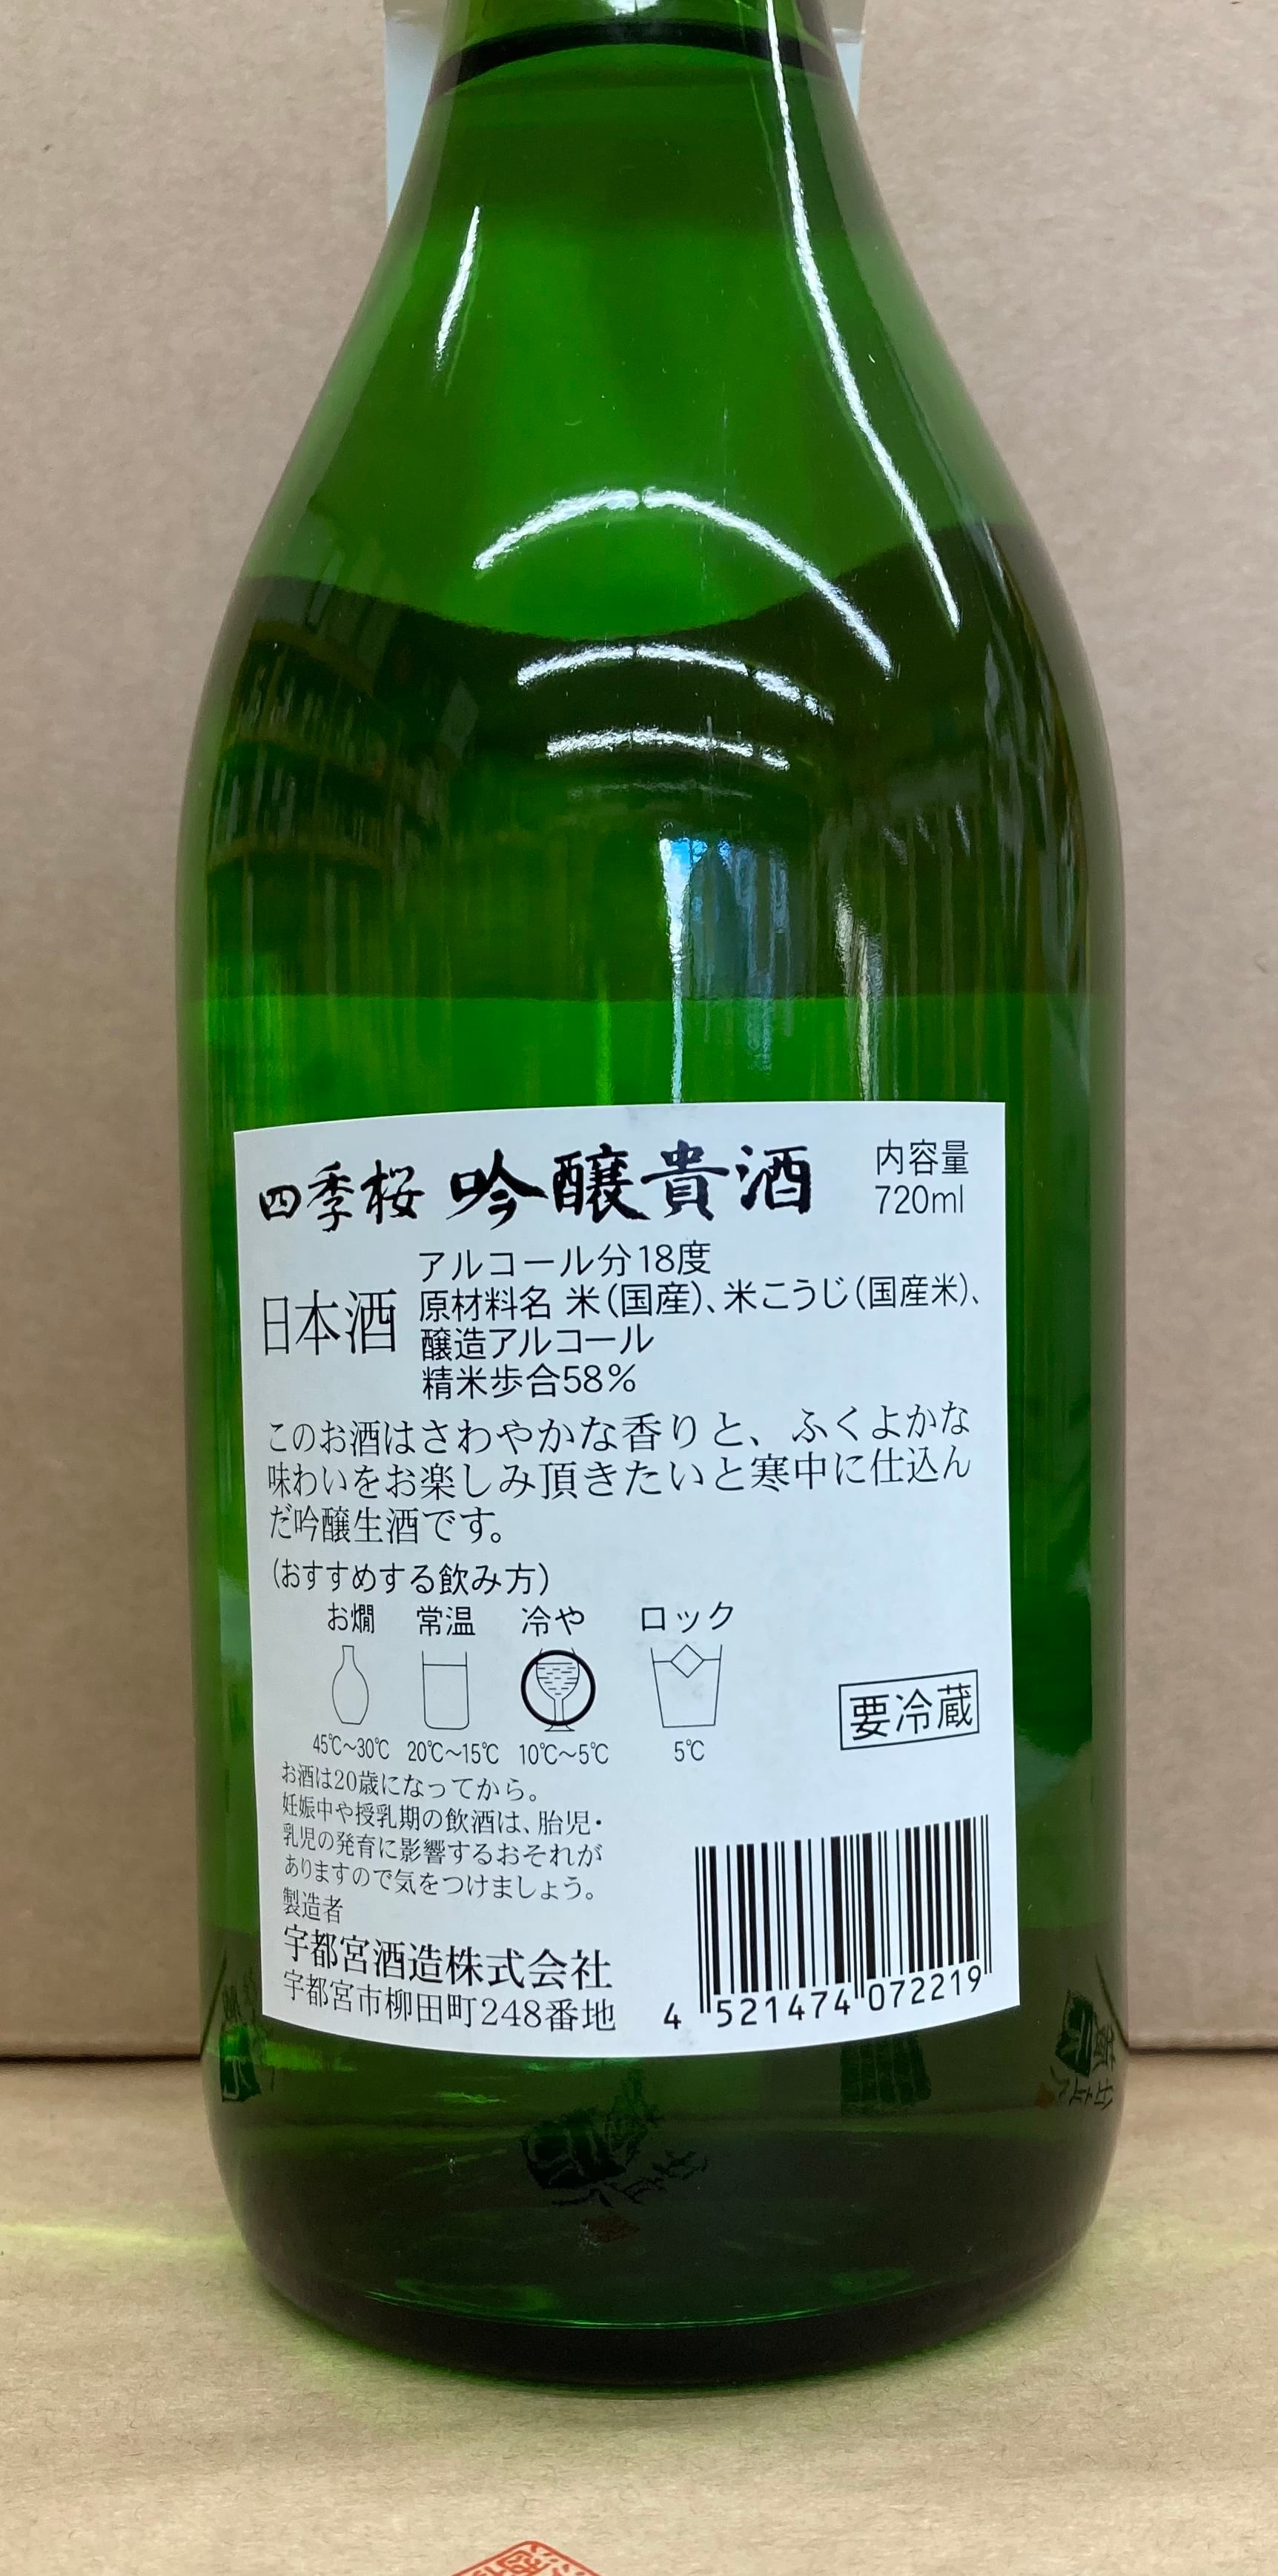 四季桜 吟醸貴酒
内容量
720ml
日本酒
アルコール分18度
原材料名 米(国産)、米こうじ(国産米)、
醸造アルコール
精米歩合58%
このお酒はさわやかな香りと、ふくよかな
味わいをお楽しみ頂きたいと寒中に仕込ん
だ吟醸生酒です。
(おすすめする飲み方)
お燗 常温 冷や ロック
45℃~30℃ 20℃~15℃ 10℃~5℃ 5℃
要冷蔵
お酒は20歳になってから。
妊娠中や授乳期の飲酒は、胎児・
乳児の発育に影響するおそれが
ありますので気をつけましょう。
製造者
宇都宮酒造株式会社
宇都宮市柳田町248番地
4 521474 072219